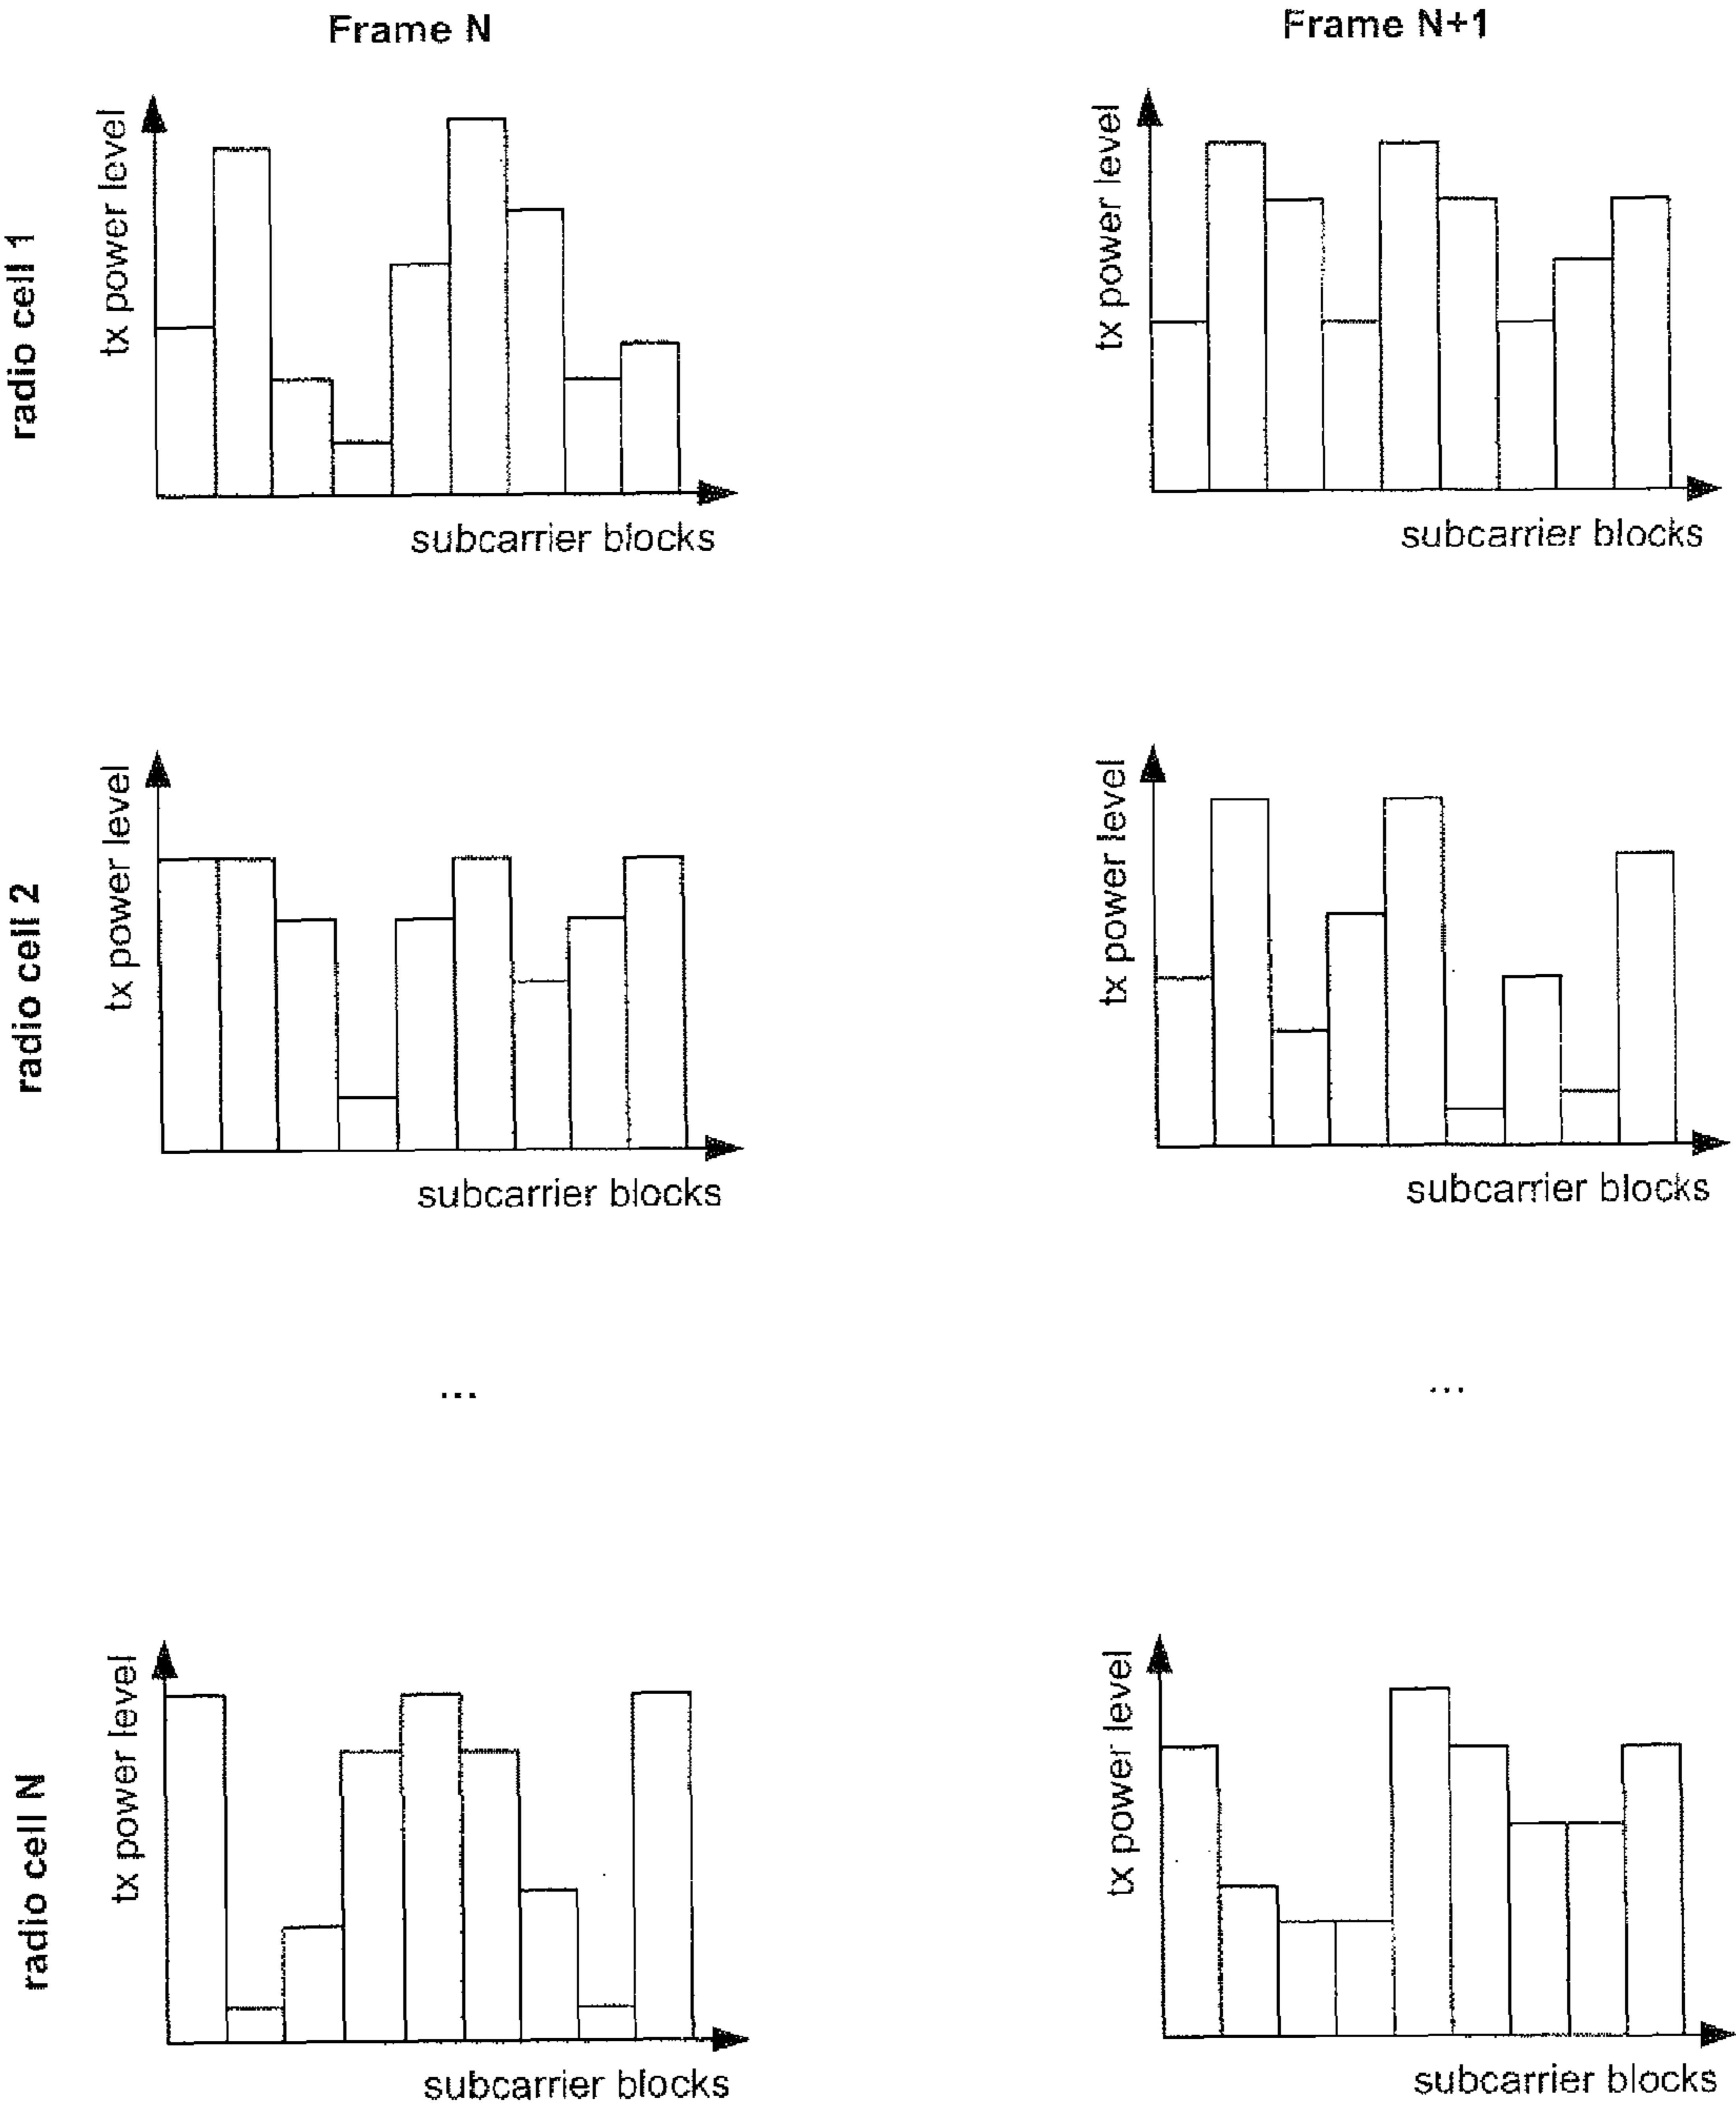 Frame N
Frame N+1
radio cell 1
tx power level
subcarrier blocks
tx power level
subcarrier blocks
radio cell 2
tx power level
subcarrier blocks
tx power level
subcarrier blocks
...
...
radio cell N
tx power level
subcarrier blocks
tx power level
subcarrier blocks